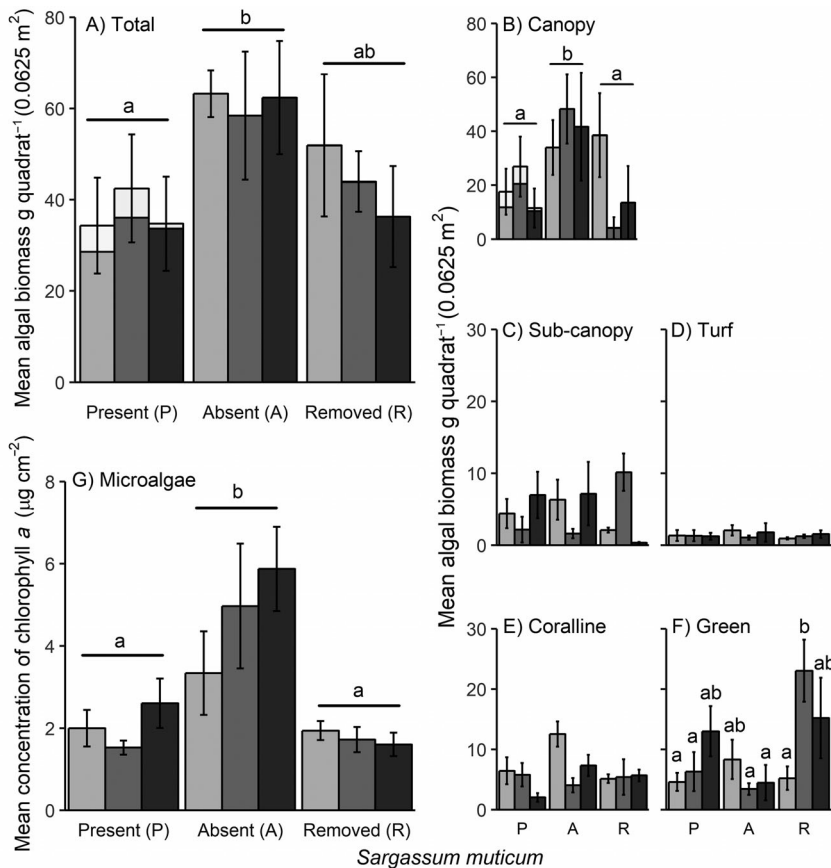 A) Total
b
ab
a
80
60
40
20
0
Mean algal biomass g quadrat⁻¹ (0.0625 m²)
Present (P) Absent (A) Removed (R)
B) Canopy
b
a
a
80
60
40
20
0
C) Sub-canopy
D) Turf
30
20
10
0
Mean algal biomass g quadrat⁻¹ (0.0625 m²)
G) Microalgae
b
a
a
8
6
4
2
0
Mean concentration of chlorophyll a (µg cm⁻²)
Present (P) Absent (A) Removed (R)
E) Coralline
F) Green
b
ab
ab
ab
a
a
a
a
a
30
20
10
0
P A R
P A R
Sargassum muticum